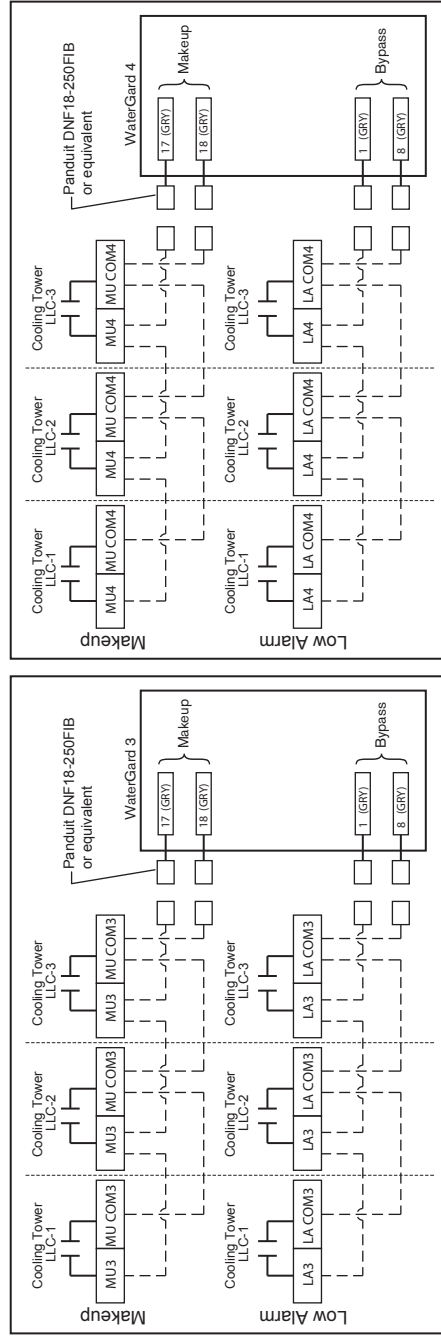 Makeup
Low Alarm
Cooling Tower
LLC-1
MU3
MU COM3
Cooling Tower
LLC-2
MU3
MU COM3
Cooling Tower
LLC-3
MU3
MU COM3
Cooling Tower
LLC-1
LA3
LA COM3
Cooling Tower
LLC-2
LA3
LA COM3
Cooling Tower
LLC-3
LA3
LA COM3
Panduit DNF18-250FIB
or equivalent
WaterGard 3
17 (GRY)
18 (GRY)
Makeup
1 (GRY)
8 (GRY)
Bypass
Makeup
Low Alarm
Cooling Tower
LLC-1
MU4
MU COM4
Cooling Tower
LLC-2
MU4
MU COM4
Cooling Tower
LLC-3
MU4
MU COM4
Cooling Tower
LLC-1
LA4
LA COM4
Cooling Tower
LLC-2
LA4
LA COM4
Cooling Tower
LLC-3
LA4
LA COM4
Panduit DNF18-250FIB
or equivalent
WaterGard 4
17 (GRY)
18 (GRY)
Makeup
1 (GRY)
8 (GRY)
Bypass